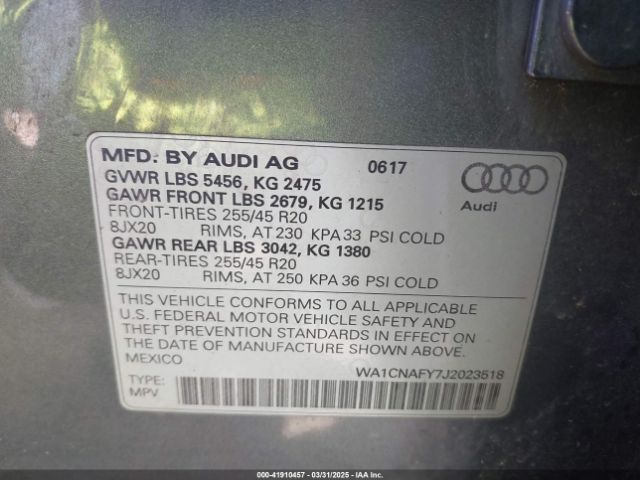 MFD. BY AUDI AG 0617
GVWR LBS 5456, KG 2475
GAWR FRONT LBS 2679, KG 1215
FRONT-TIRES 255/45 R20
8JX20 RIMS, AT 230 KPA 33 PSI COLD
GAWR REAR LBS 3042, KG 1380
REAR-TIRES 255/45 R20
8JX20 RIMS, AT 250 KPA 36 PSI COLD
Audi
THIS VEHICLE CONFORMS TO ALL APPLICABLE
U.S. FEDERAL MOTOR VEHICLE SAFETY AND
THEFT PREVENTION STANDARDS IN EFFECT ON
THE DATE OF MANUFACTURE SHOWN ABOVE.
MEXICO
WA1CNAFY7J2023518
TYPE:
MPV
000-41910457 - 03/31/2025 - IAAI.COM